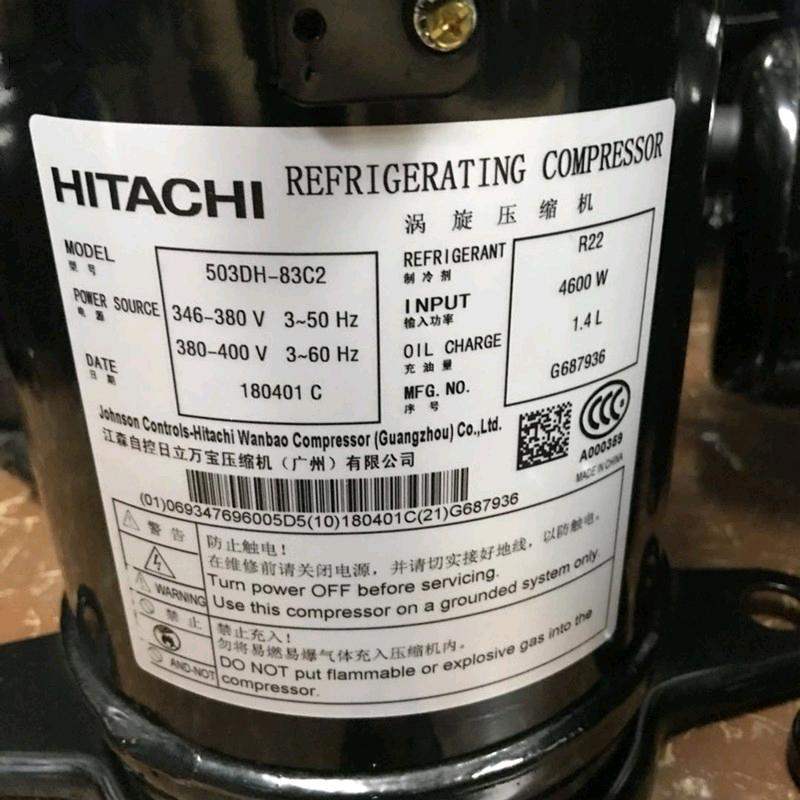 HITACHI REFRIGERATING COMPRESSOR
涡旋压缩机
MODEL 503DH-83C2
型号
POWER SOURCE 346-380 V 3~50 Hz
电源 380-400 V 3~60 Hz
DATE 180401 C
日期
REFRIGERANT R22
制冷剂
INPUT 4600 W
输入功率
OIL CHARGE 1.4 L
充油量
MFG. NO. G687936
序号
Johnson Controls-Hitachi Wanbao Compressor (Guangzhou) Co.,Ltd.
江森自控日立万宝压缩机（广州）有限公司
CCC
A000389
MADE IN CHINA
(01)069347696005D5(10)180401C(21)G687936
警告
WARNING
防止触电！
在维修前请关闭电源，并请切实接好地线，以防触电。
Turn power OFF before servicing.
Use this compressor on a grounded system only.
禁止
AND-NOT
禁止充入！
勿将易燃易爆气体充入压缩机内。
DO NOT put flammable or explosive gas into the
compressor.